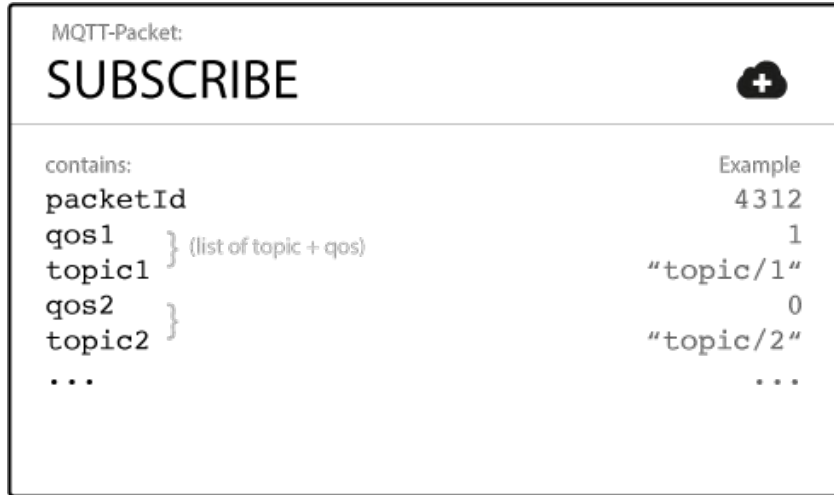 MQTT-Packet:
SUBSCRIBE
contains: Example
packetId 4312
qos1 } (list of topic + qos) 1
topic1 “topic/1“
qos2 } 0
topic2 “topic/2“
... ...